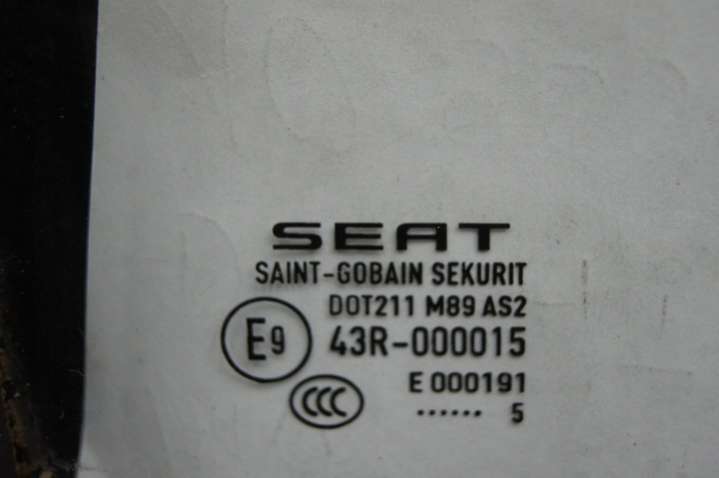 SEAT
SAINT-GOBAIN SEKURIT
DOT211 M89 AS2
E9 43R-000015
E 000191
CCC ...... 5